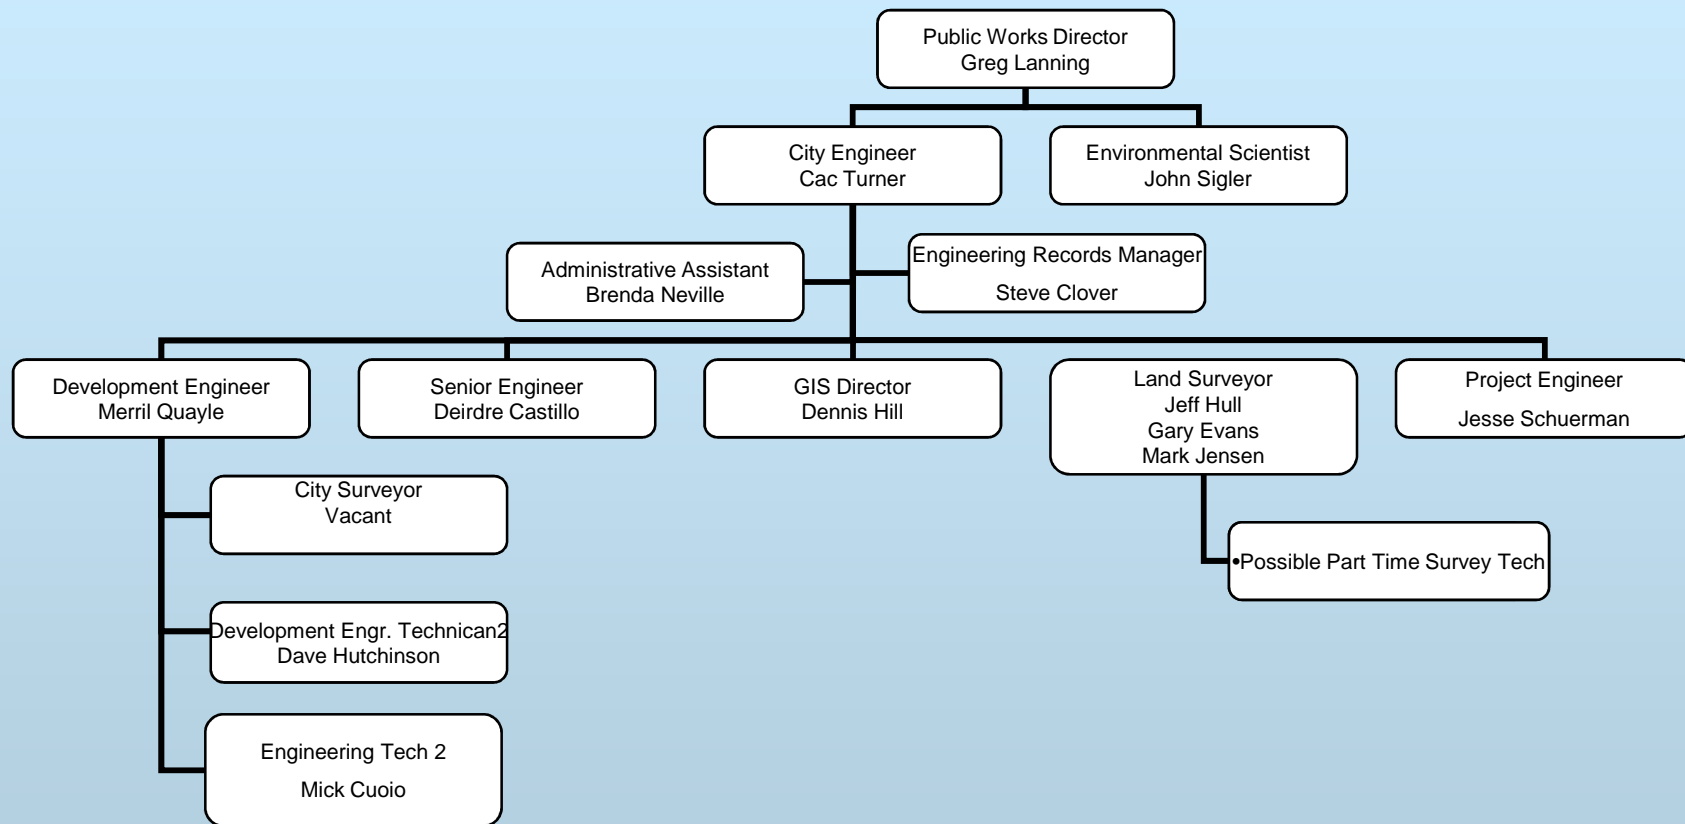 Public Works Director
Greg Lanning
City Engineer
Cac Turner
Environmental Scientist
John Sigler
Administrative Assistant
Brenda Neville
Engineering Records Manager
Steve Clover
Development Engineer
Merril Quayle
Senior Engineer
Deirdre Castillo
GIS Director
Dennis Hill
Land Surveyor
Jeff Hull
Gary Evans
Mark Jensen
Project Engineer
Jesse Schuerman
City Surveyor
Vacant
•Possible Part Time Survey Tech
Development Engr. Technican2
Dave Hutchinson
Engineering Tech 2
Mick Cuoio